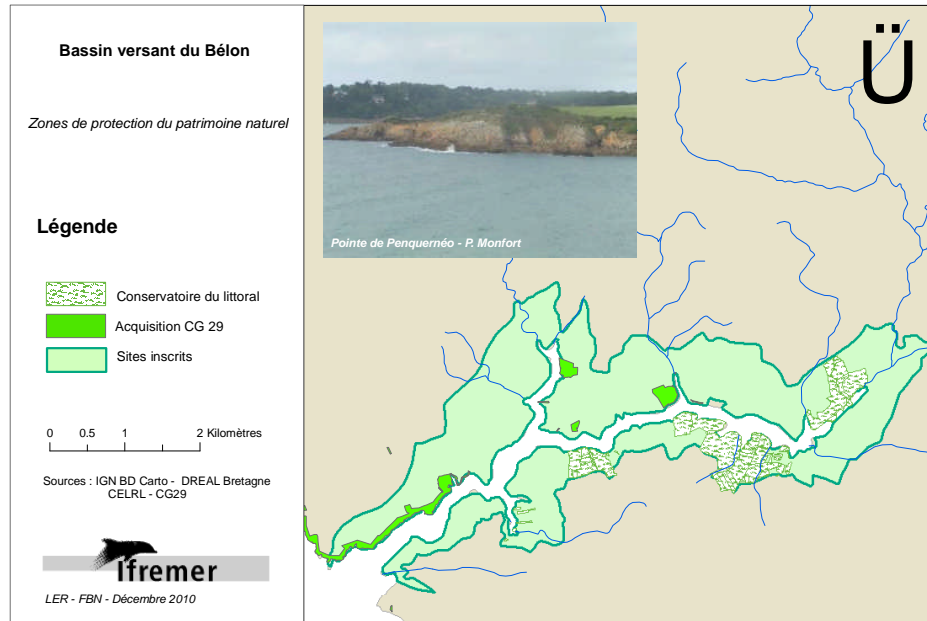 Bassin versant du Bélon
Zones de protection du patrimoine naturel
Légende
Conservatoire du littoral
Acquisition CG 29
Sites inscrits
0 0.5 1 2 Kilomètres
Sources : IGN BD Carto - DREAL Bretagne
CELRL - CG29
Ifremer
LER - FBN - Décembre 2010
Pointe de Penquernéo - P. Monfort
Ü